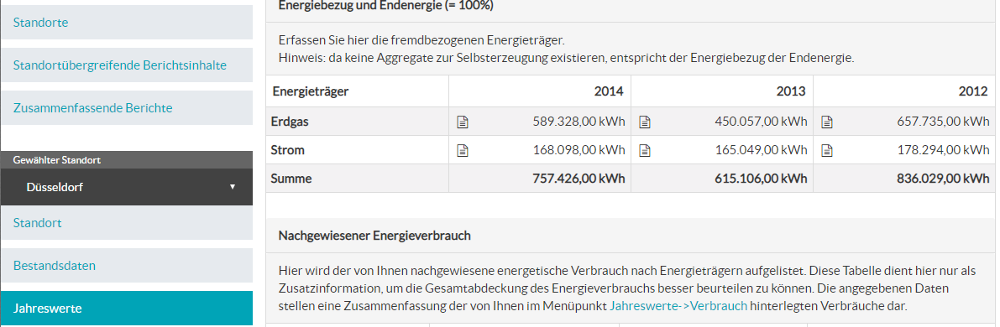 Standorte
Standortübergreifende Berichtsinhalte
Zusammenfassende Berichte
Gewählter Standort
Düsseldorf
Standort
Bestandsdaten
Jahreswerte
Energiebezug und Endenergie (= 100%)
Erfassen Sie hier die fremdbezogenen Energieträger.
Hinweis: da keine Aggregate zur Selbsterzeugung existieren, entspricht der Energiebezug der Endenergie.
Energieträger 2014 2013 2012
Erdgas 589.328,00 kWh 450.057,00 kWh 657.735,00 kWh
Strom 168.098,00 kWh 165.049,00 kWh 178.294,00 kWh
Summe 757.426,00 kWh 615.106,00 kWh 836.029,00 kWh
Nachgewiesener Energieverbrauch
Hier wird der von Ihnen nachgewiesene energetische Verbrauch nach Energieträgern aufgelistet. Diese Tabelle dient hier nur als
Zusatzinformation, um die Gesamtabdeckung des Energieverbrauchs besser beurteilen zu können. Die angegebenen Daten
stellen eine Zusammenfassung der von Ihnen im Menüpunkt Jahreswerte->Verbrauch hinterlegten Verbräuche dar.